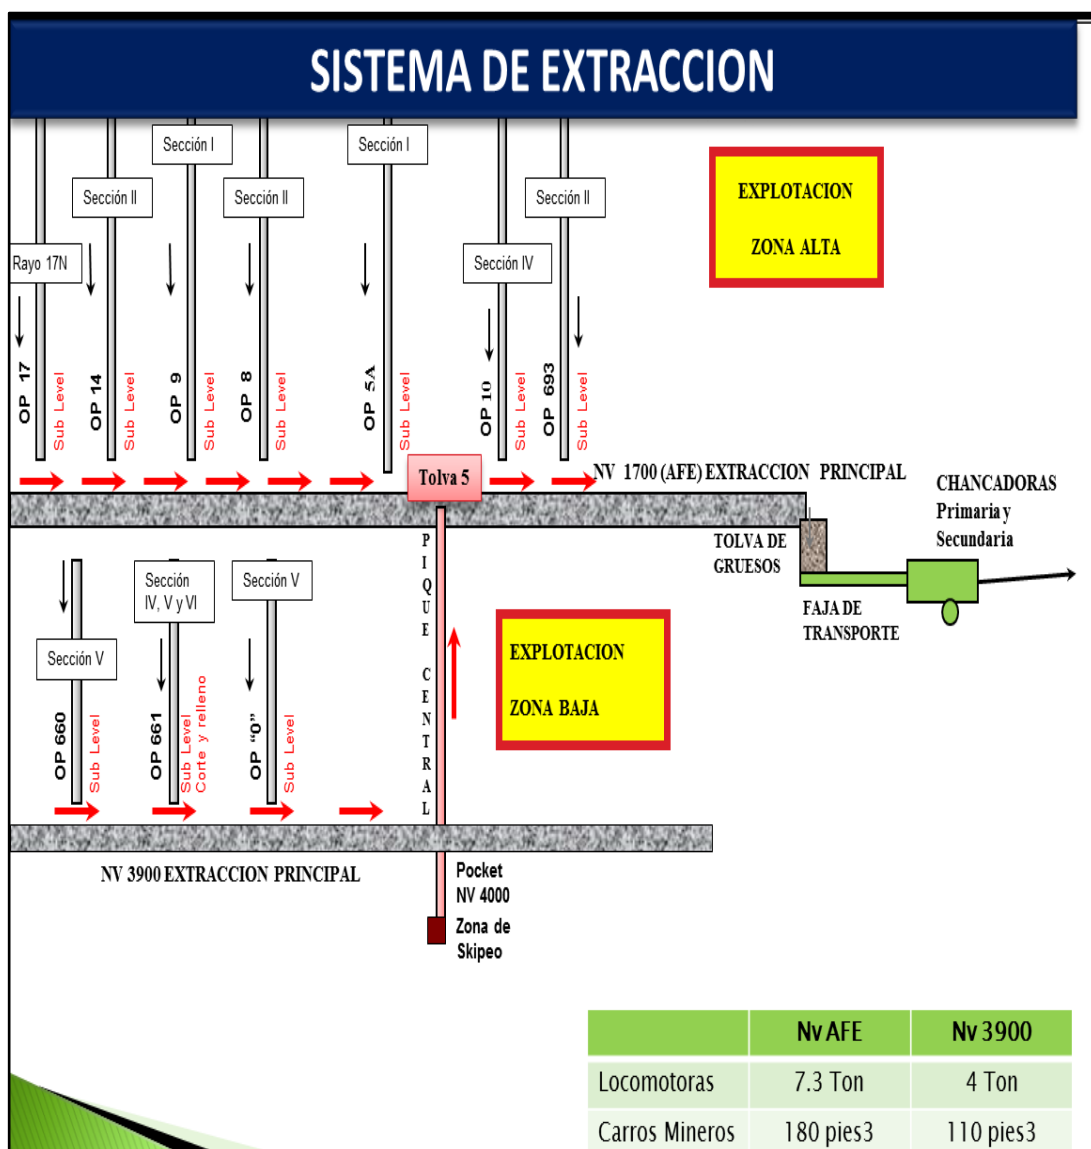 SISTEMA DE EXTRACCION
Sección I
Sección I
Sección II
Sección II
Sección II
Rayo 17N
Sección IV
EXPLOTACION
ZONA ALTA
OP 17
Sub Level
OP 14
Sub Level
OP 9
Sub Level
OP 8
Sub Level
OP 5A
Sub Level
OP 10
Sub Level
OP 693
Sub Level
Tolva 5
NV 1700 (AFE) EXTRACCION PRINCIPAL
CHANCADORAS
Primaria y
Secundaria
TOLVA DE
GRUESOS
FAJA DE
TRANSPORTE
PIQUE CENTRAL
Sección V
Sección
IV, V y VI
Sección V
OP 660
Sub Level
OP 661
Sub Level
Corte y relleno
OP “0”
Sub Level
EXPLOTACION
ZONA BAJA
NV 3900 EXTRACCION PRINCIPAL
Pocket
NV 4000
Zona de
Skipeo
Nv AFE Nv 3900
Locomotoras 7.3 Ton 4 Ton
Carros Mineros 180 pies3 110 pies3